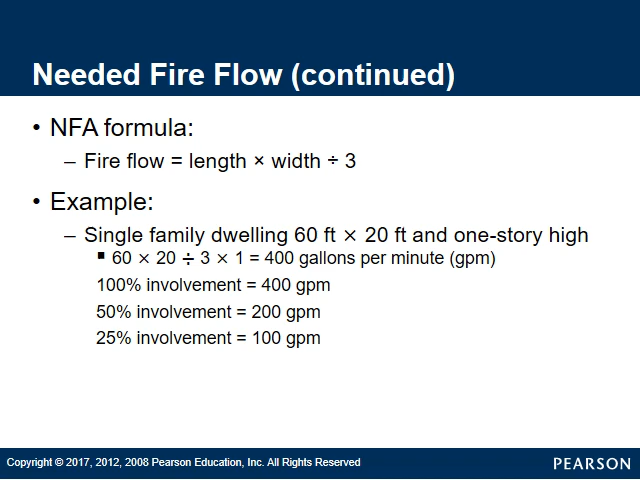 Needed Fire Flow (continued)
• NFA formula:
– Fire flow = length × width ÷ 3
• Example:
– Single family dwelling 60 ft × 20 ft and one-story high
▪ 60 × 20 ÷ 3 × 1 = 400 gallons per minute (gpm)
100% involvement = 400 gpm
50% involvement = 200 gpm
25% involvement = 100 gpm
Copyright © 2017, 2012, 2008 Pearson Education, Inc. All Rights Reserved
PEARSON